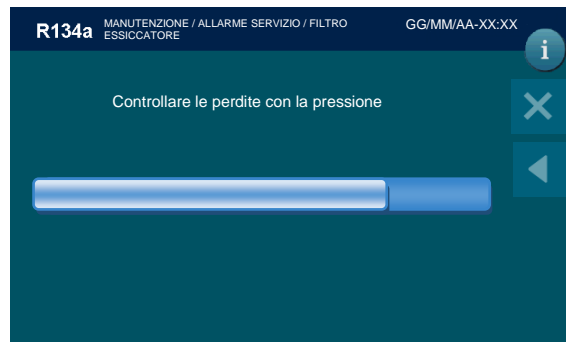 R134a
MANUTENZIONE / ALLARME SERVIZIO / FILTRO
ESSICCATORE
GG/MM/AA-XX:XX
i
Controllare le perdite con la pressione